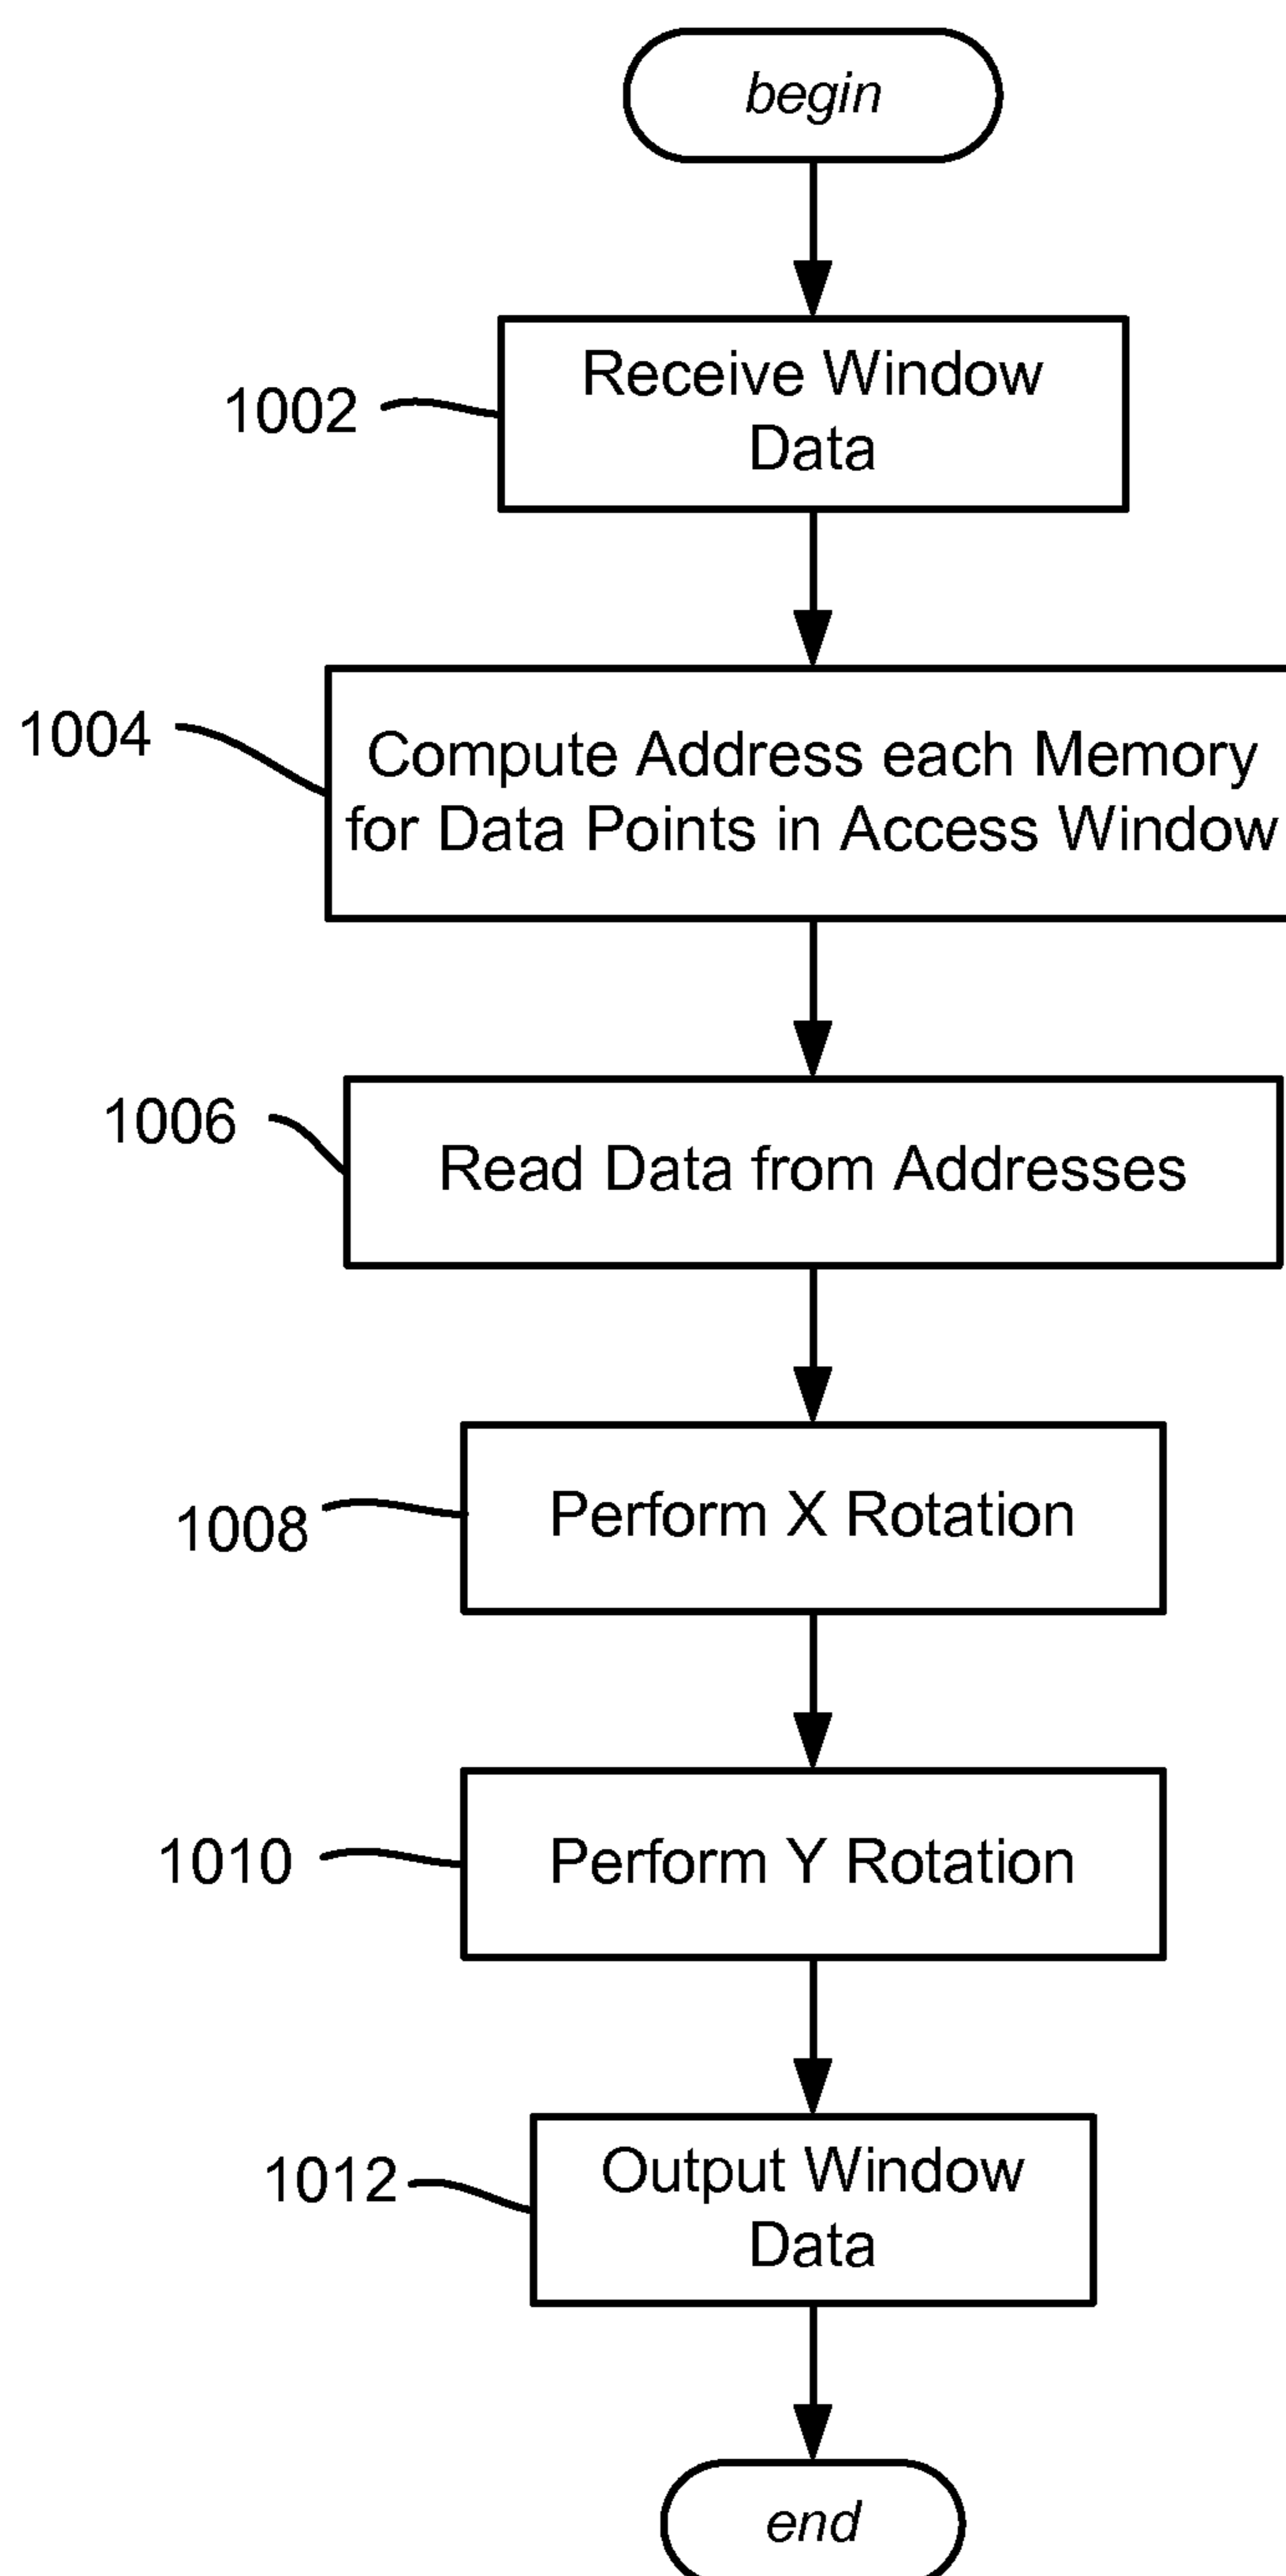 begin
1002
Receive Window
Data
1004
Compute Address each Memory
for Data Points in Access Window
1006
Read Data from Addresses
1008
Perform X Rotation
1010
Perform Y Rotation
1012
Output Window
Data
end